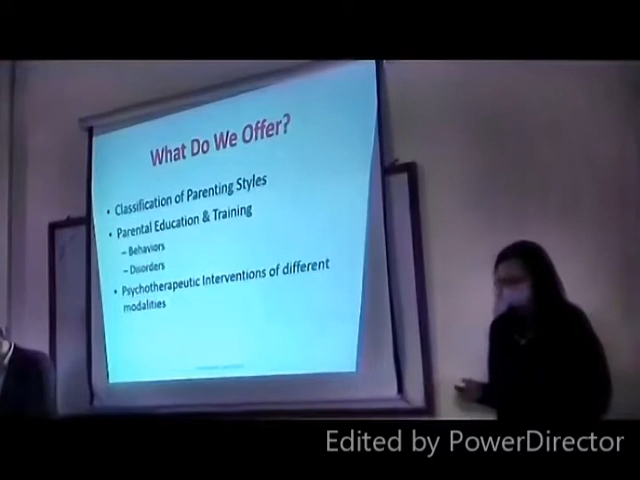 What Do We Offer?
• Classification of Parenting Styles
• Parental Education & Training
– Behaviors
– Disorders
• Psychotherapeutic Interventions of different
modalities
Edited by PowerDirector